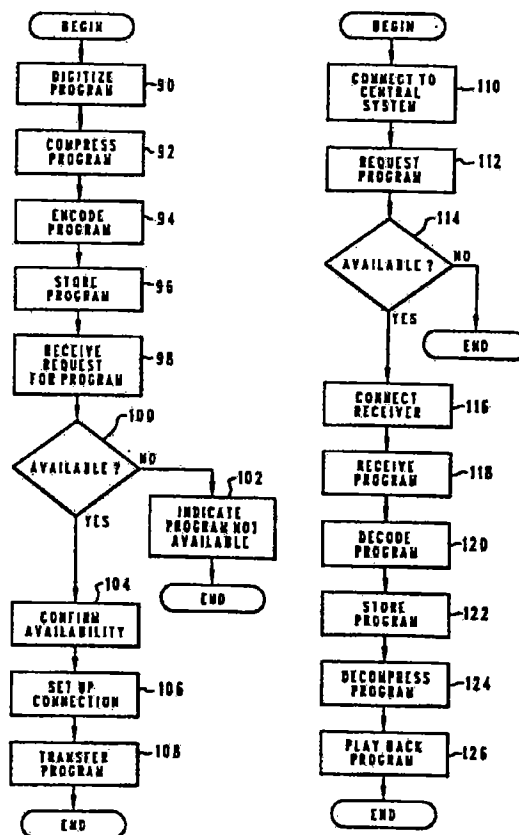 BEGIN
DIGITIZE
PROGRAM
90
COMPRESS
PROGRAM
92
ENCODE
PROGRAM
94
STORE
PROGRAM
96
RECEIVE
REQUEST
FOR PROGRAM
98
100
AVAILABLE?
NO
YES
102
INDICATE
PROGRAM NOT
AVAILABLE
END
104
CONFIRM
AVAILABILITY
SET UP
CONNECTION
106
TRANSFER
PROGRAM
108
END
BEGIN
CONNECT TO
CENTRAL
SYSTEM
110
REQUEST
PROGRAM
112
114
AVAILABLE?
NO
YES
END
CONNECT
RECEIVER
116
RECEIVE
PROGRAM
118
DECODE
PROGRAM
120
STORE
PROGRAM
122
DECOMPRESS
PROGRAM
124
PLAY BACK
PROGRAM
126
END